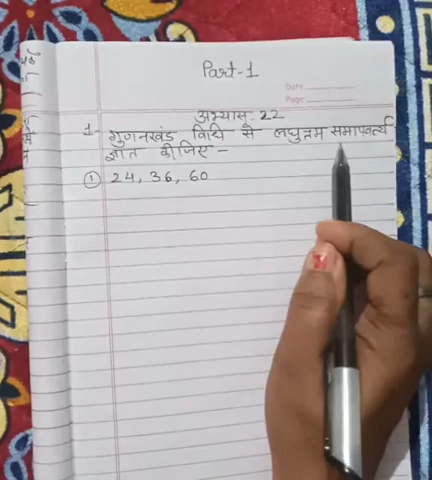 Part-1
Date
Page
अभ्यास-22
1- गुणनखंड विधि से लघुत्तम समापवर्त्य
ज्ञात कीजिए -
① 24, 36, 60